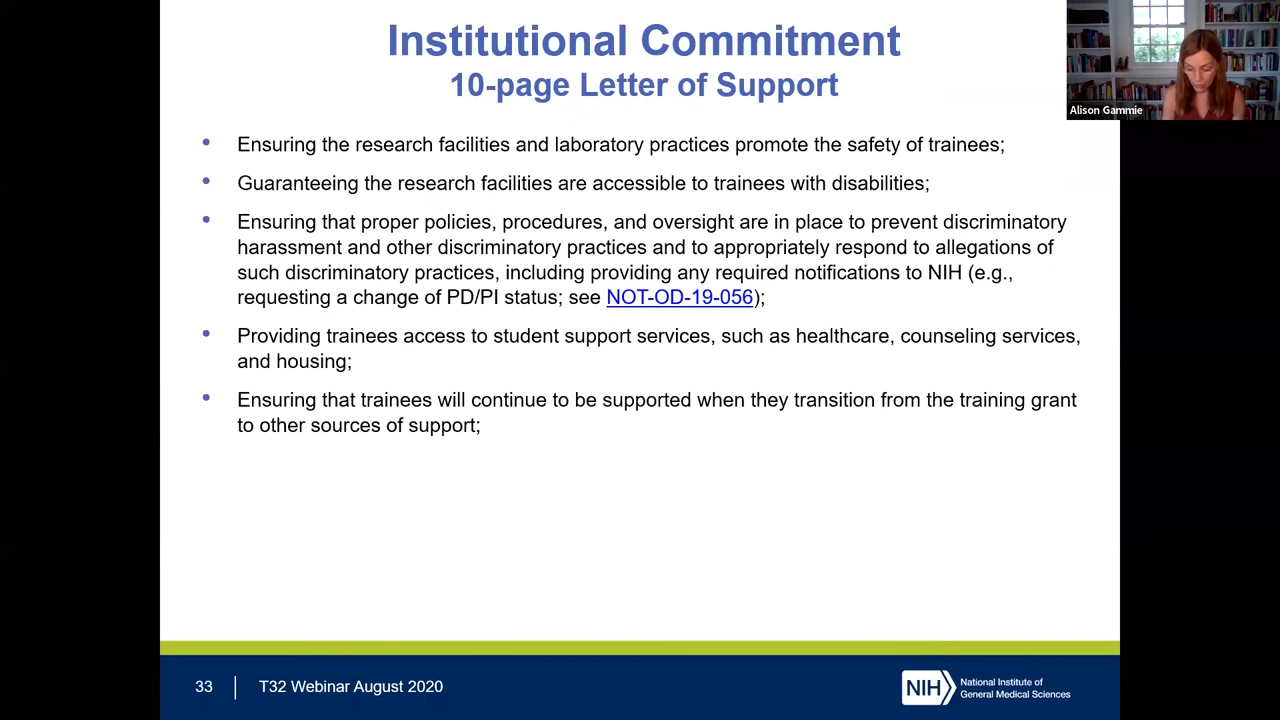 Institutional Commitment
10-page Letter of Support
Alison Gammie
• Ensuring the research facilities and laboratory practices promote the safety of trainees;
• Guaranteeing the research facilities are accessible to trainees with disabilities;
• Ensuring that proper policies, procedures, and oversight are in place to prevent discriminatory
harassment and other discriminatory practices and to appropriately respond to allegations of
such discriminatory practices, including providing any required notifications to NIH (e.g.,
requesting a change of PD/PI status; see NOT-OD-19-056);
• Providing trainees access to student support services, such as healthcare, counseling services,
and housing;
• Ensuring that trainees will continue to be supported when they transition from the training grant
to other sources of support;
33
T32 Webinar August 2020
NIH
National Institute of
General Medical Sciences